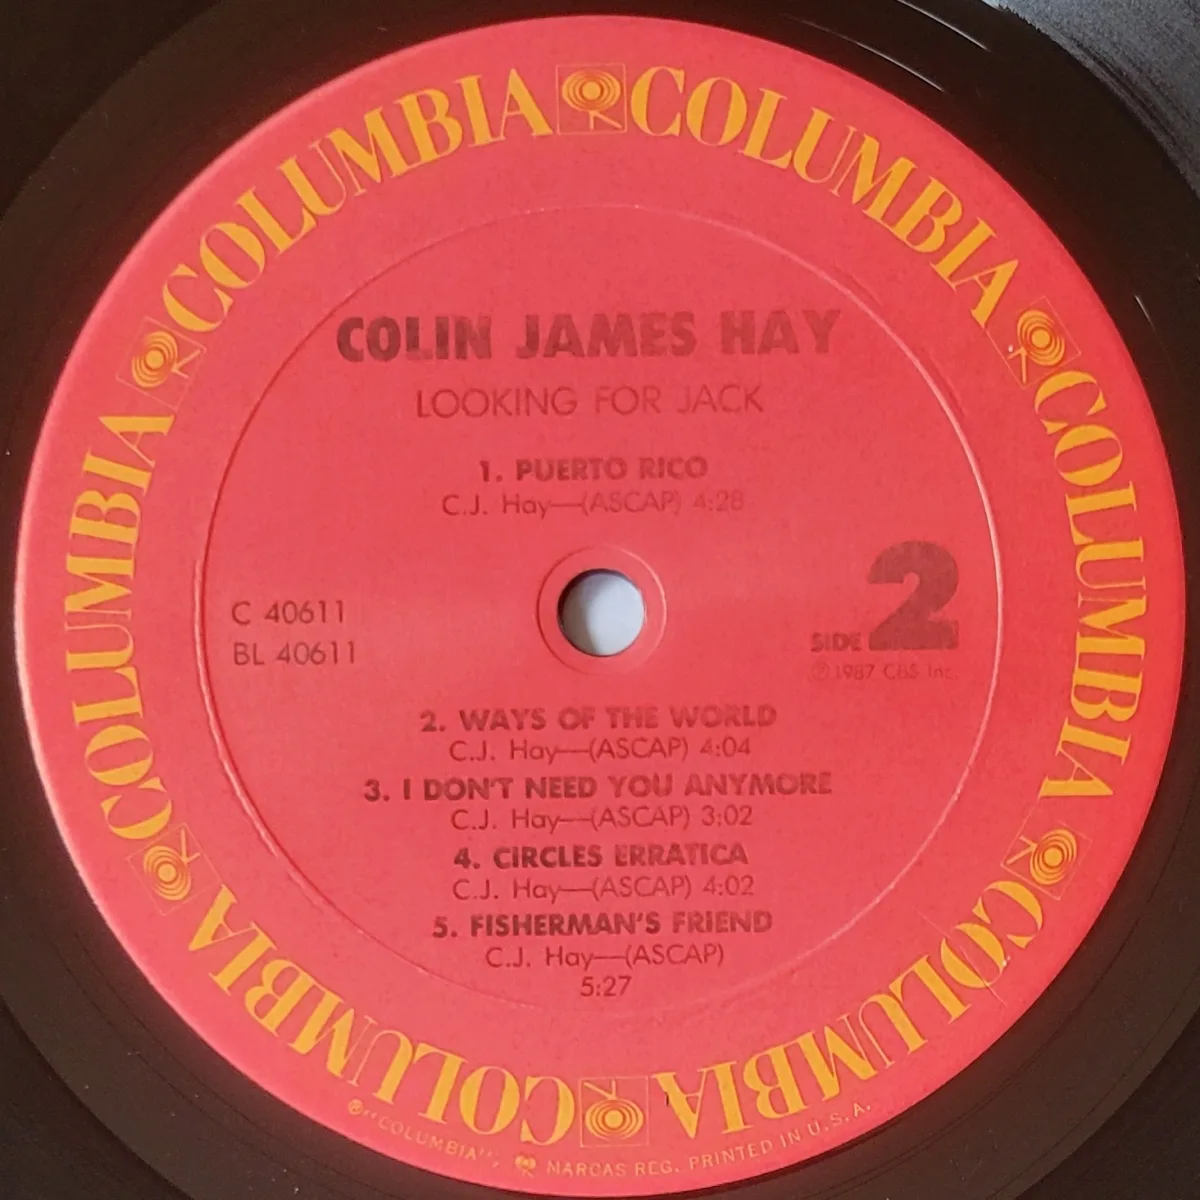 COLUMBIA COLUMBIA COLUMBIA COLUMBIA COLUMBIA COLUMBIA
COLIN JAMES HAY
LOOKING FOR JACK
1. PUERTO RICO
C.J. Hay—(ASCAP) 4:28
C 40611
BL 40611
SIDE 2
℗ 1987 CBS Inc.
2. WAYS OF THE WORLD
C.J. Hay—(ASCAP) 4:04
3. I DON'T NEED YOU ANYMORE
C.J. Hay—(ASCAP) 3:02
4. CIRCLES ERRATICA
C.J. Hay—(ASCAP) 4:02
5. FISHERMAN'S FRIEND
C.J. Hay—(ASCAP)
5:27
® "COLUMBIA", MARCAS REG. PRINTED IN U.S.A.